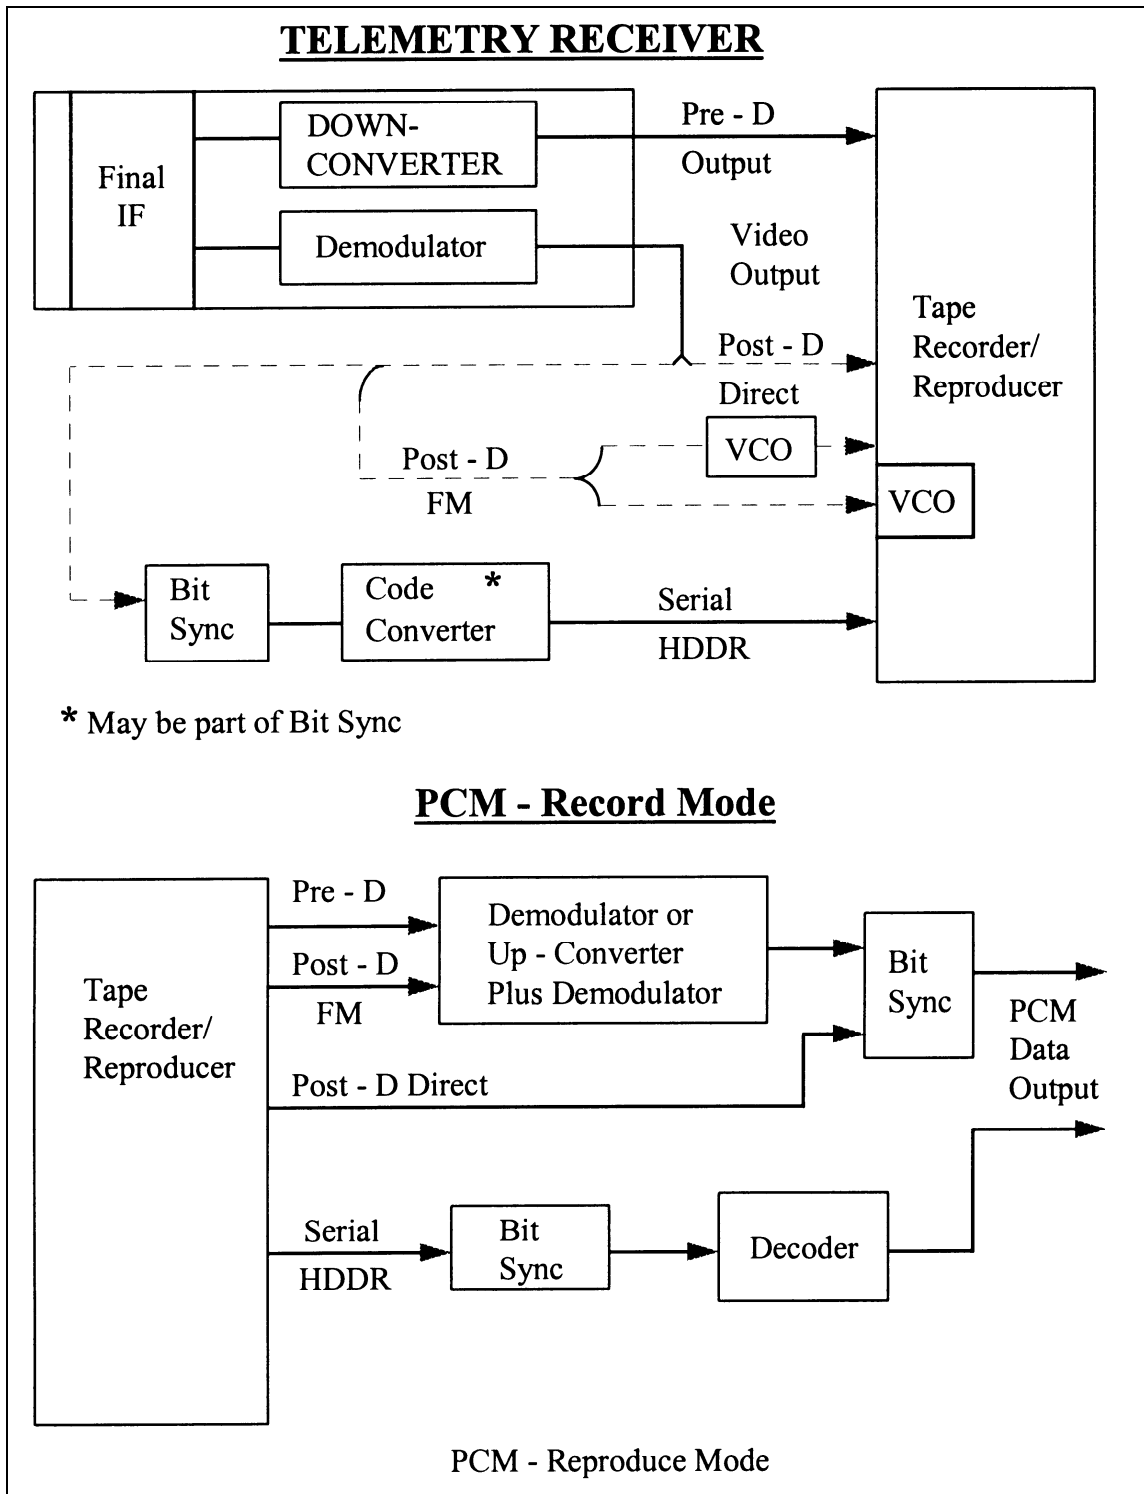 TELEMETRY RECEIVER
Final
IF
DOWN-
CONVERTER
Demodulator
Pre - D
Output
Video
Output
Post - D
Direct
VCO
Post - D
FM
VCO
Tape
Recorder/
Reproducer
Bit
Sync
Code *
Converter
Serial
HDDR
* May be part of Bit Sync
PCM - Record Mode
Tape
Recorder/
Reproducer
Pre - D
Post - D
FM
Demodulator or
Up - Converter
Plus Demodulator
Bit
Sync
PCM
Data
Output
Post - D Direct
Serial
HDDR
Bit
Sync
Decoder
PCM - Reproduce Mode